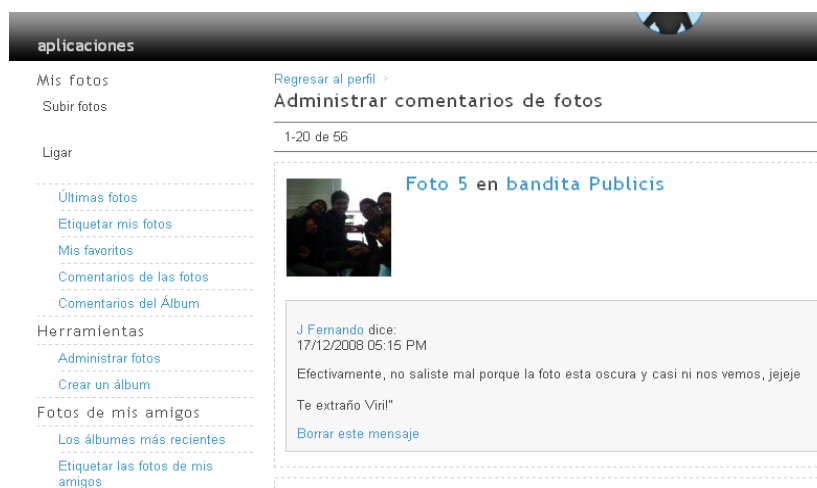 aplicaciones
Mis fotos
Subir fotos
Ligar
Últimas fotos
Etiquetar mis fotos
Mis favoritos
Comentarios de las fotos
Comentarios del Álbum
Herramientas
Administrar fotos
Crear un álbum
Fotos de mis amigos
Los álbumes más recientes
Etiquetar las fotos de mis
amigos
Regresar al perfil >
Administrar comentarios de fotos
1-20 de 56
Foto 5 en bandita Publicis
J Fernando dice:
17/12/2008 05:15 PM
Efectivamente, no saliste mal porque la foto esta oscura y casi ni nos vemos, jejeje
Te extraño Viri!"
Borrar este mensaje